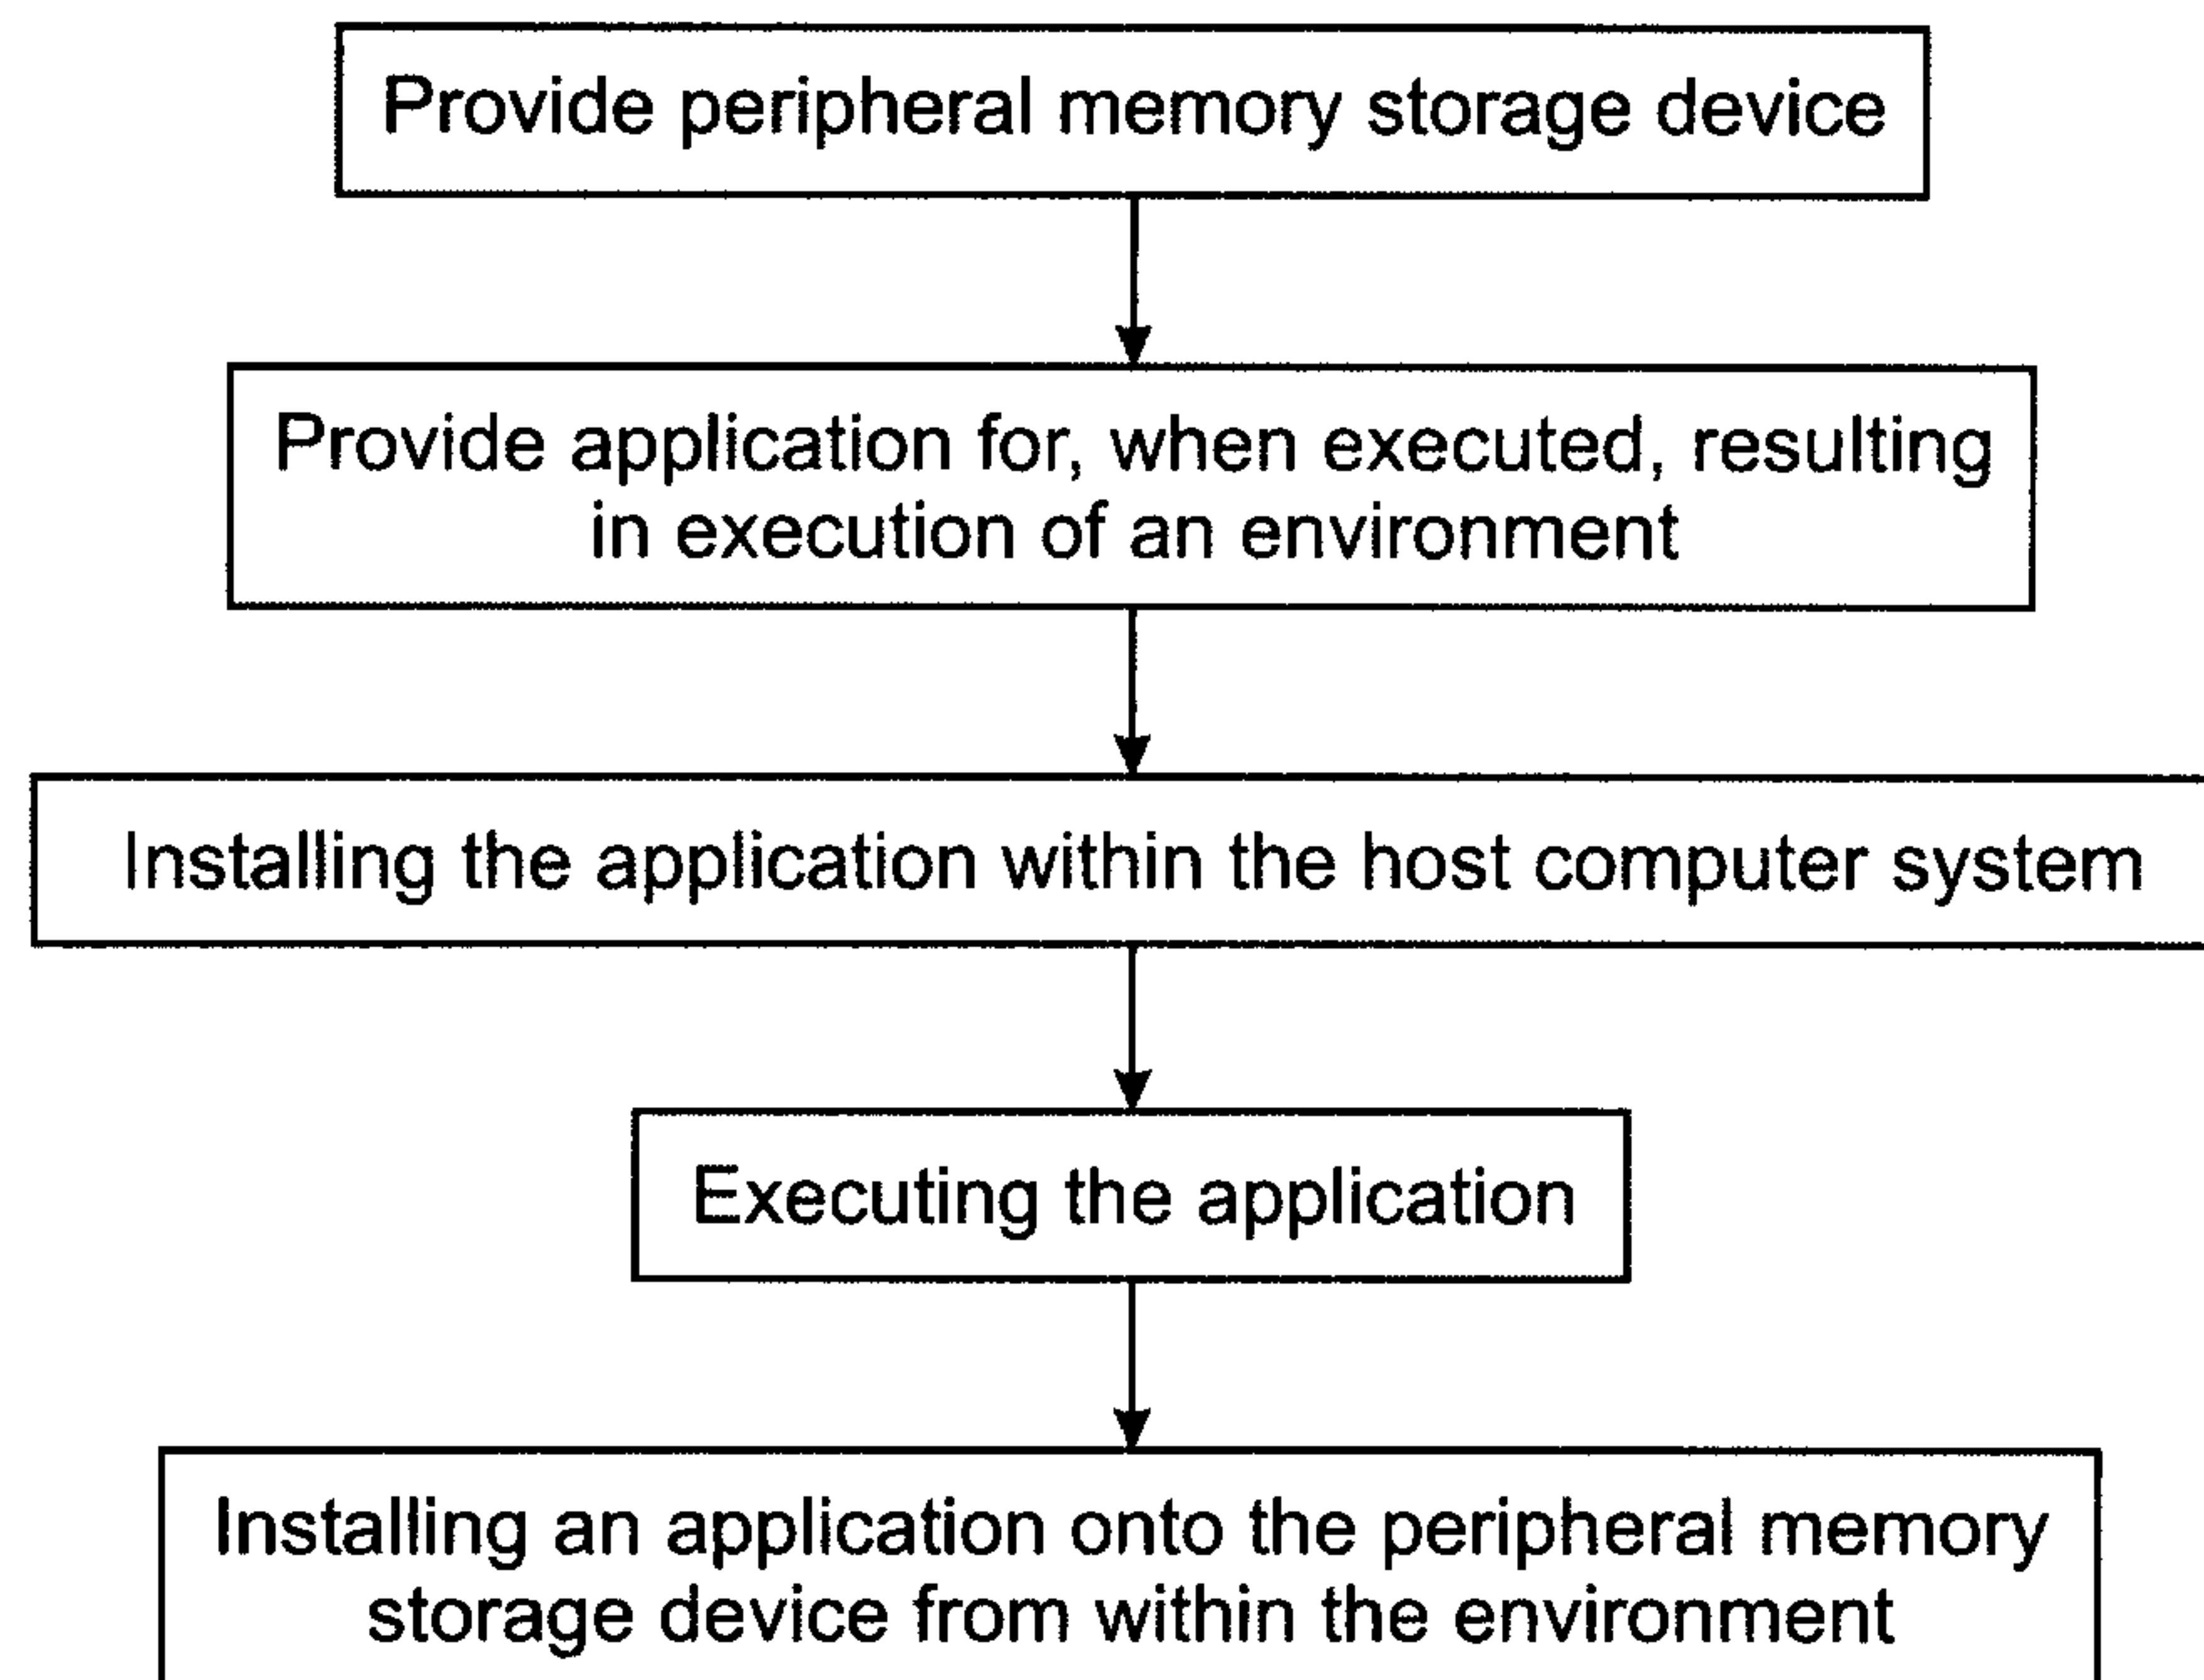 Provide peripheral memory storage device
Provide application for, when executed, resulting
in execution of an environment
Installing the application within the host computer system
Executing the application
Installing an application onto the peripheral memory
storage device from within the environment